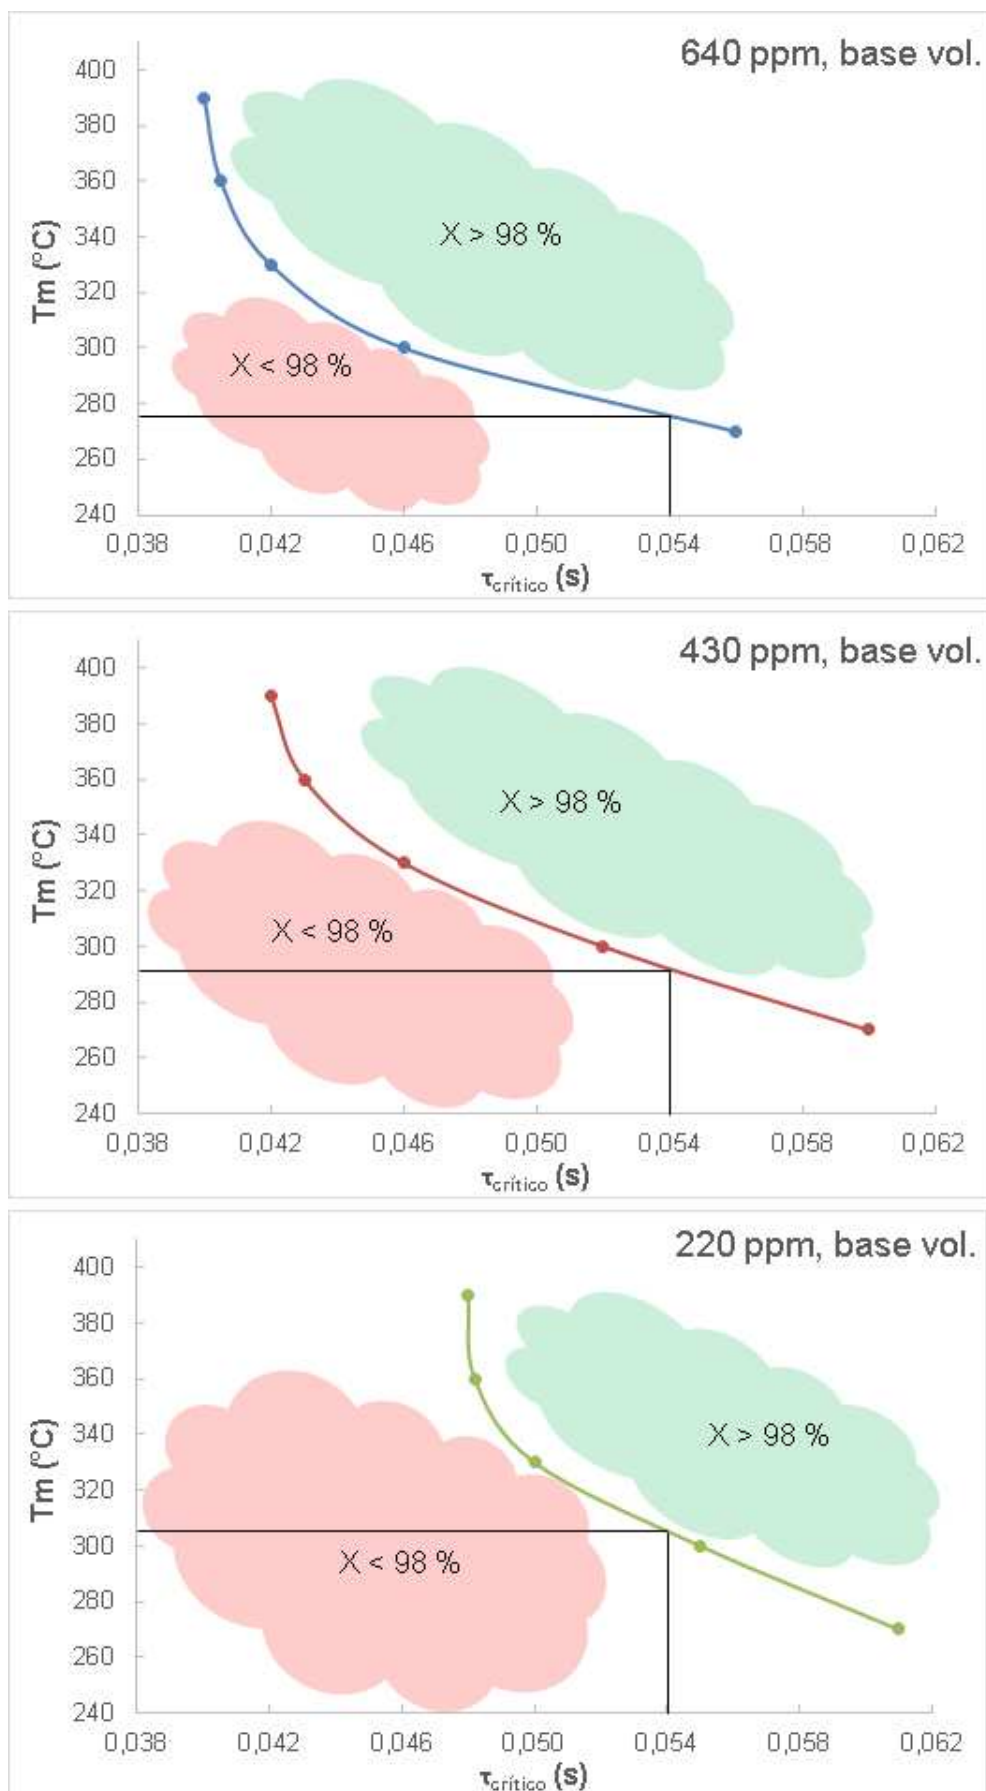 640 ppm, base vol.
Tm (°C)
400
380
360
340
320
300
280
260
240
X > 98 %
X < 98 %
0,038 0,042 0,046 0,050 0,054 0,058 0,062
τcrítico (s)
430 ppm, base vol.
Tm (°C)
400
380
360
340
320
300
280
260
240
X > 98 %
X < 98 %
0,038 0,042 0,046 0,050 0,054 0,058 0,062
τcrítico (s)
220 ppm, base vol.
Tm (°C)
400
380
360
340
320
300
280
260
240
X > 98 %
X < 98 %
0,038 0,042 0,046 0,050 0,054 0,058 0,062
τcrítico (s)